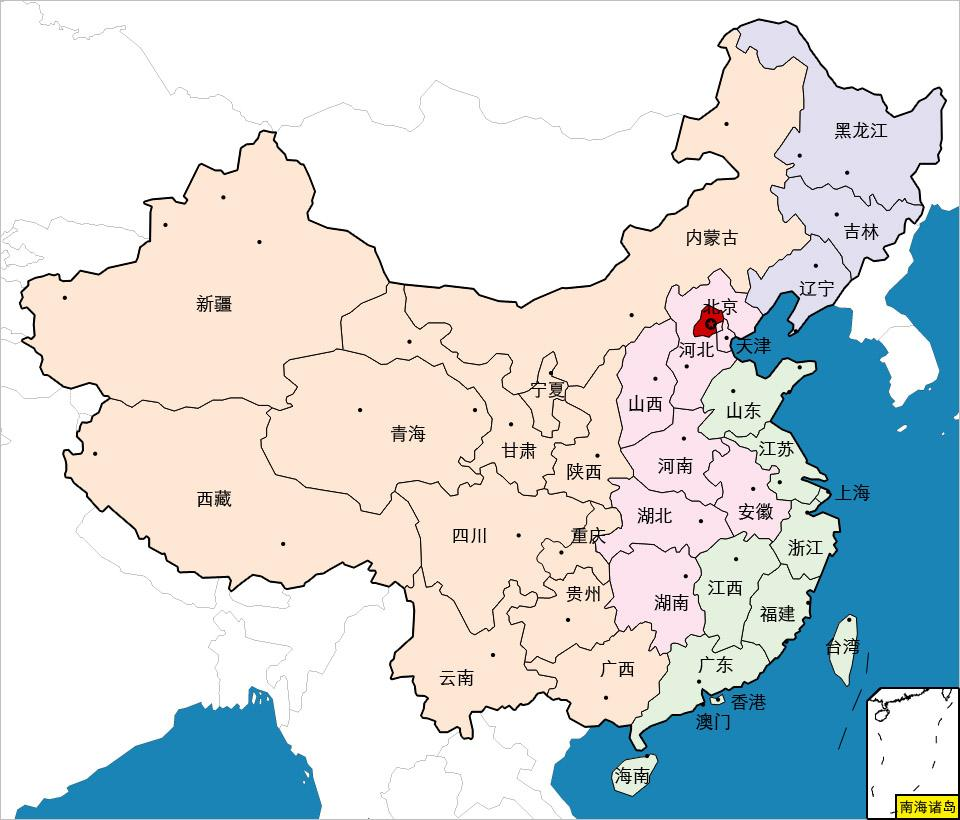 黑龙江
吉林
内蒙古
辽宁
新疆
北京
天津
河北
宁夏
山西
山东
青海
甘肃
江苏
河南
陕西
上海
西藏
安徽
湖北
四川
重庆
浙江
江西
贵州
湖南
福建
台湾
广东
广西
云南
香港
澳门
海南
南海诸岛